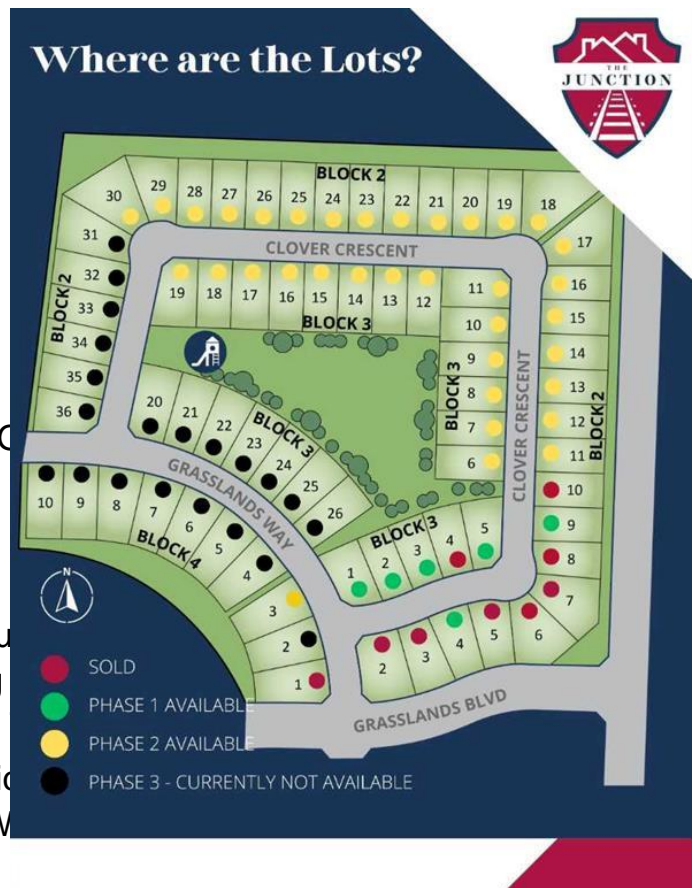 Where are the Lots?
THE
JUNCTION
BLOCK 2
30 29 28 27 26 25 24 23 22 21 20 19 18
17
31
CLOVER CRESCENT
32
16
19 18 17 16 15 14 13 12
11
33
BLOCK 2
15
BLOCK 3
10
34
14
9
35
13
8
BLOCK 3
CLOVER CRESCENT
BLOCK 2
36
12
7
20 21 22 23 24 25 26
BLOCK 3
11
6
GRASSLANDS WAY
10
10 9 8 7 6 5 4
BLOCK 4
9
BLOCK 3
1 2 3 4 5
8
7
N
3
2
1
2 3 4 5 6
GRASSLANDS BLVD
SOLD
PHASE 1 AVAILABLE
PHASE 2 AVAILABLE
PHASE 3 - CURRENTLY NOT AVAILABLE